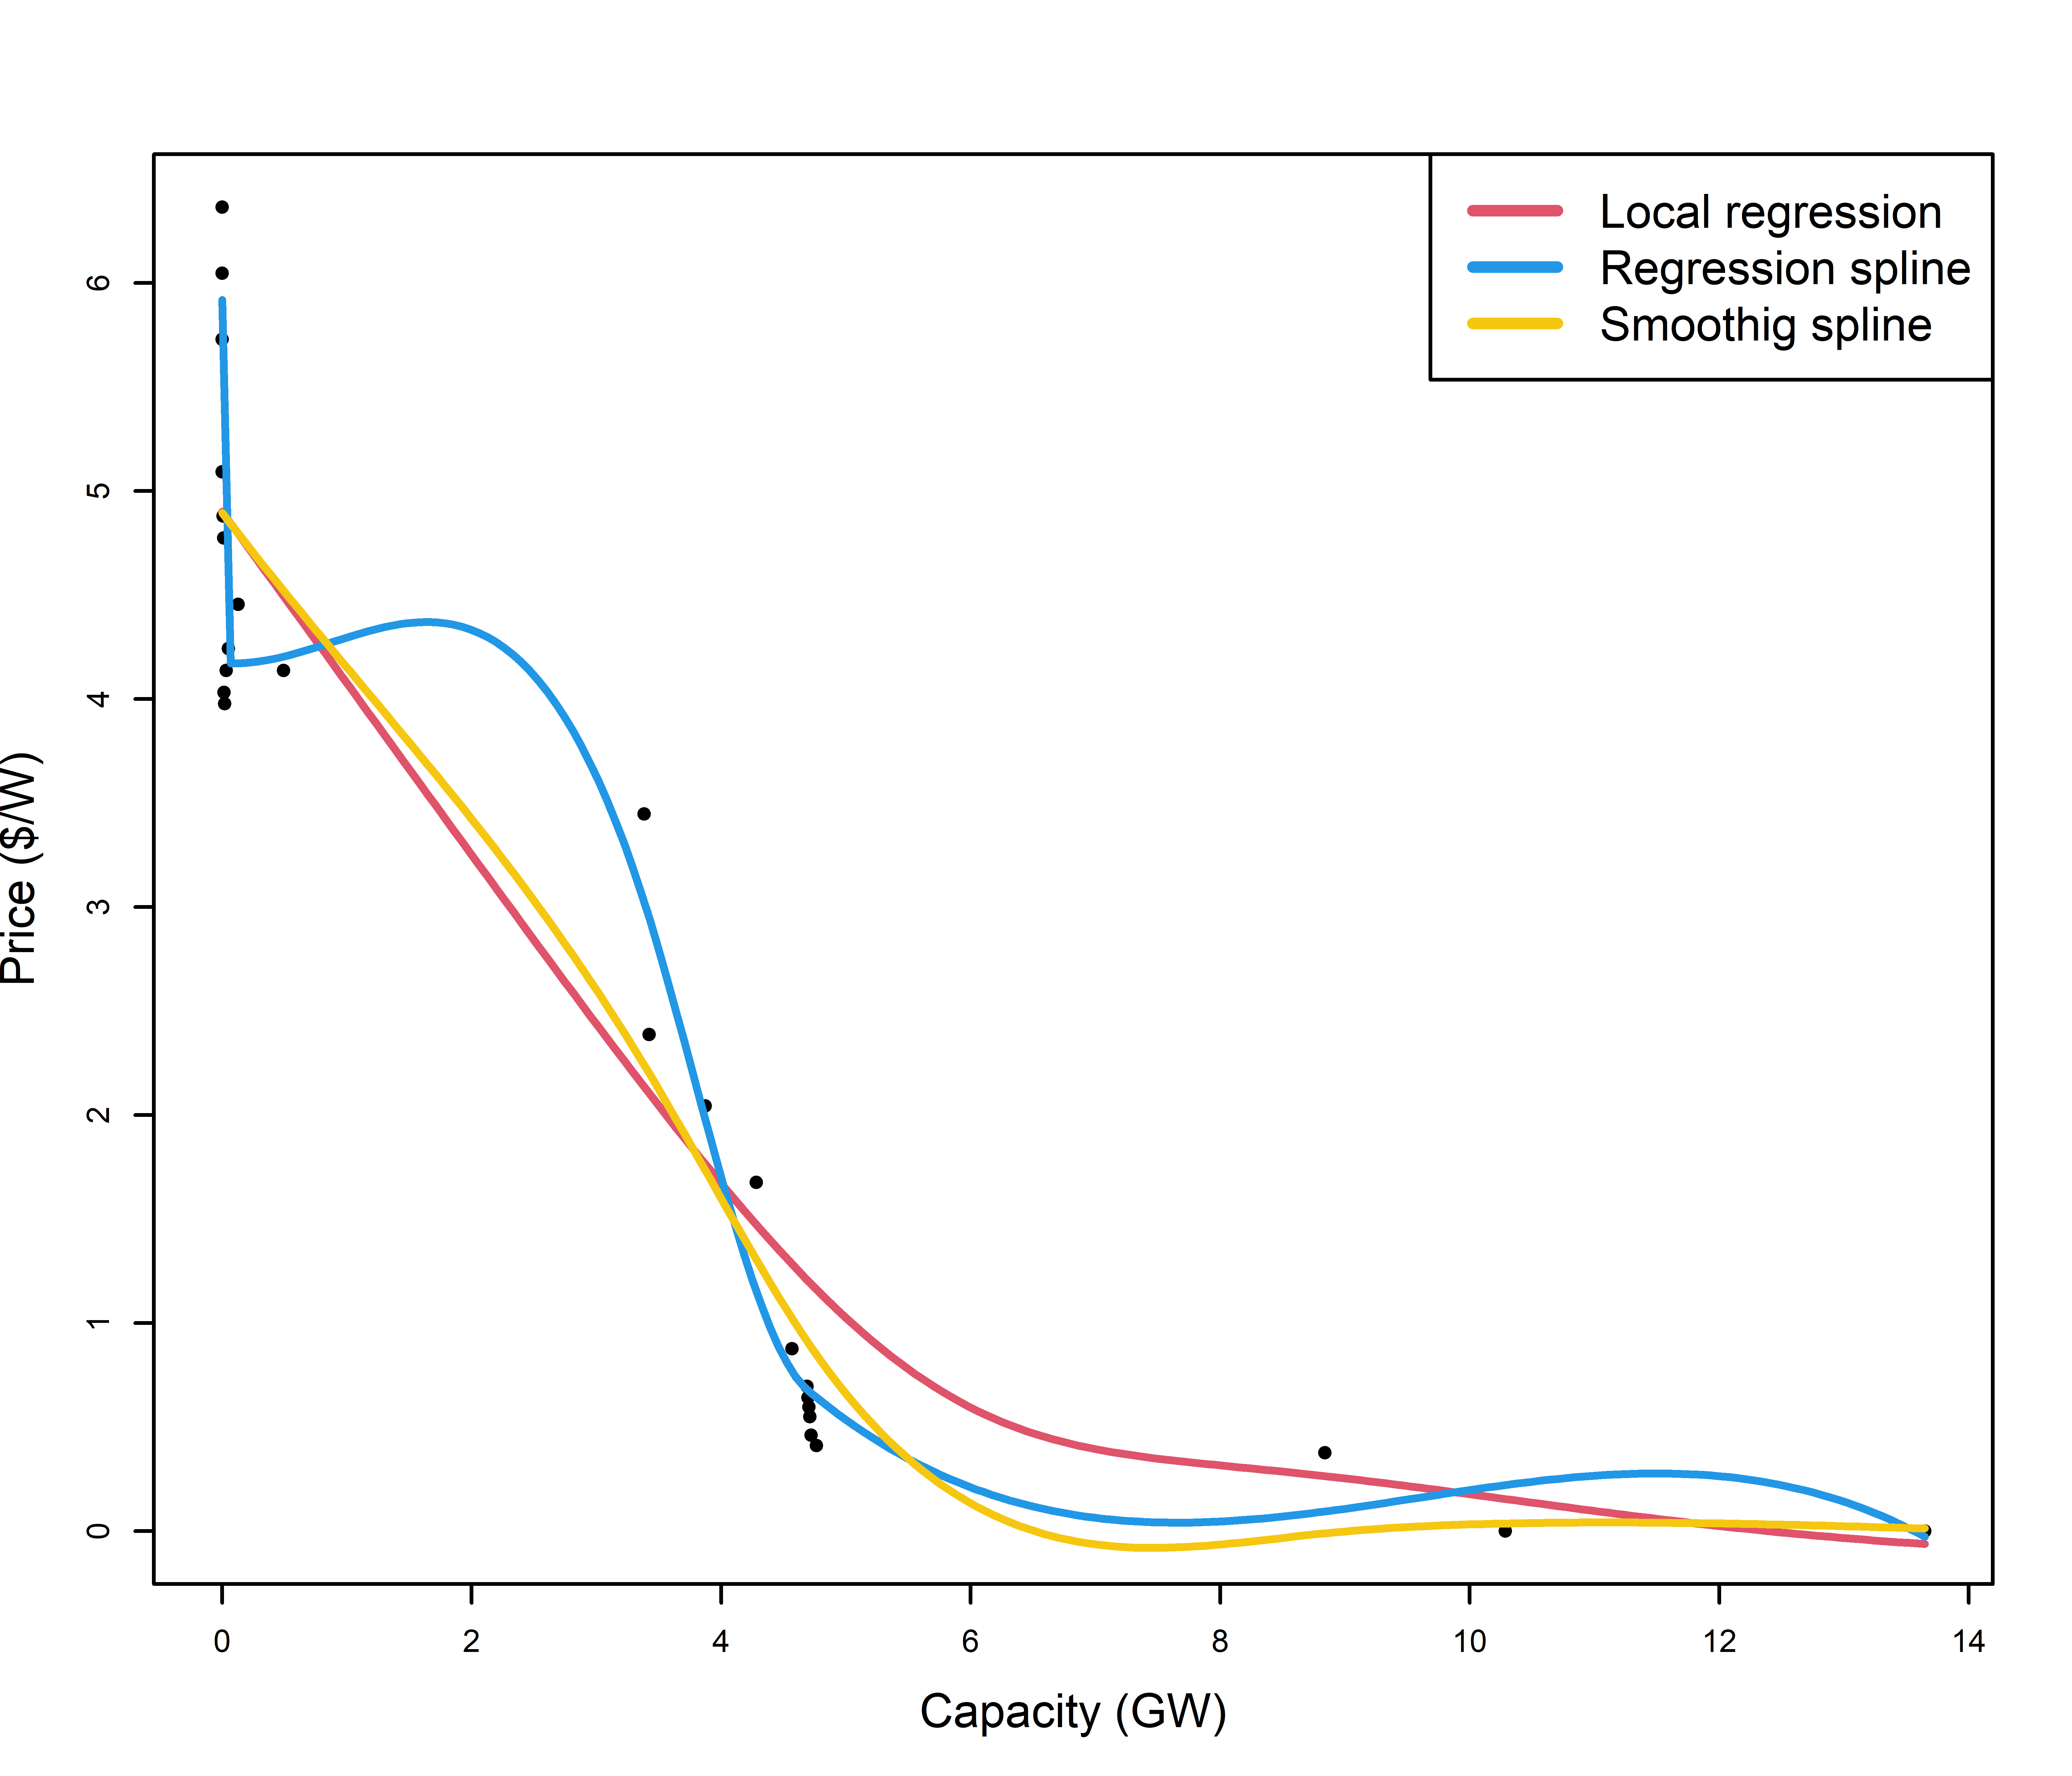 Local regression
Regression spline
Smoothig spline
6
5
4
3
2
1
0
Price ($/W)
0 2 4 6 8 10 12 14
Capacity (GW)